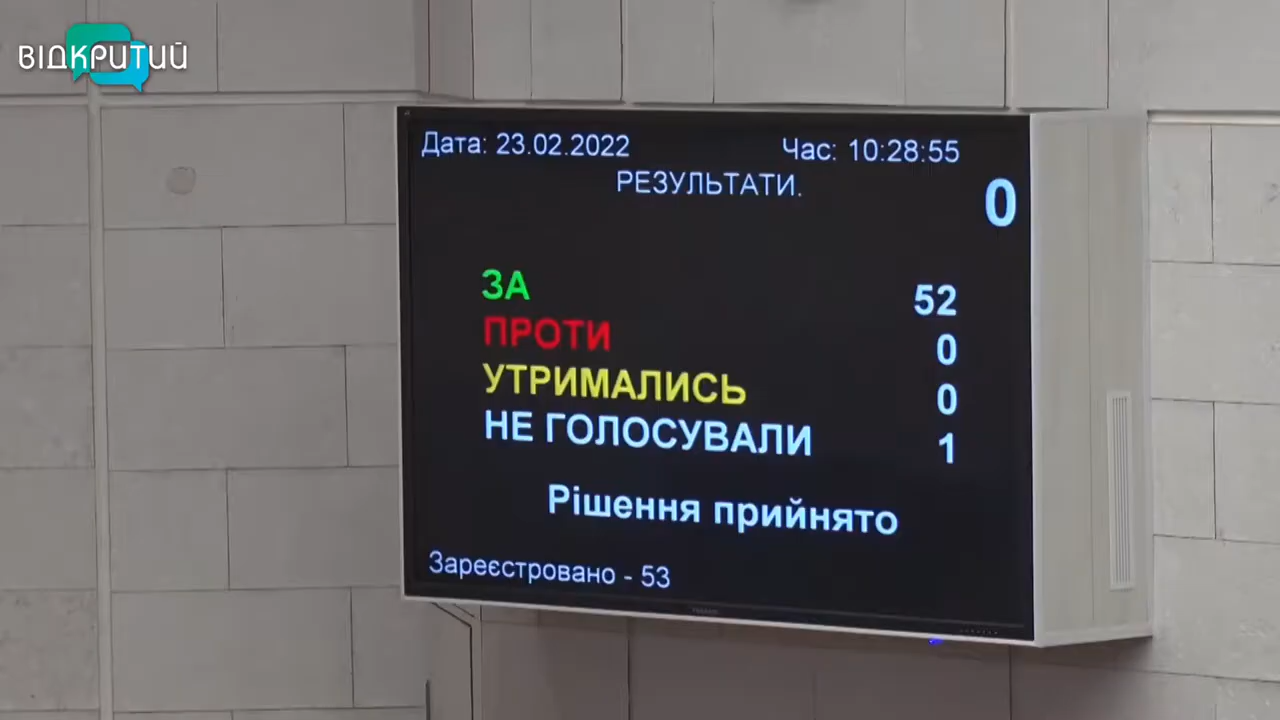 ВІДКРИТИЙ
Дата: 23.02.2022 Час: 10:28:55
РЕЗУЛЬТАТИ.
0
ЗА 52
ПРОТИ 0
УТРИМАЛИСЬ 0
НЕ ГОЛОСУВАЛИ 1
Рішення прийнято
Зареєстровано - 53